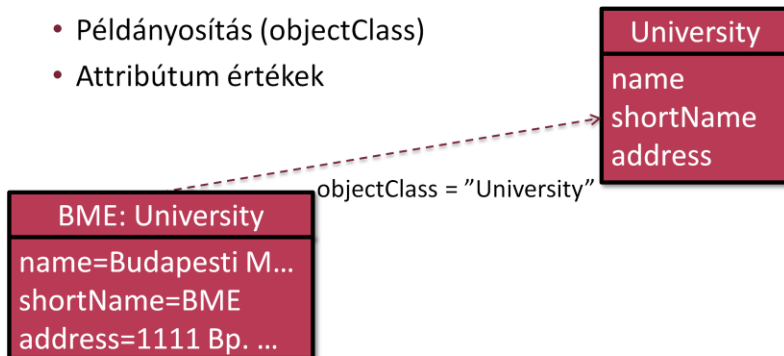 • Példányosítás (objectClass)
• Attribútum értékek
University
name
shortName
address
objectClass = ”University”
BME: University
name=Budapesti M...
shortName=BME
address=1111 Bp. ...